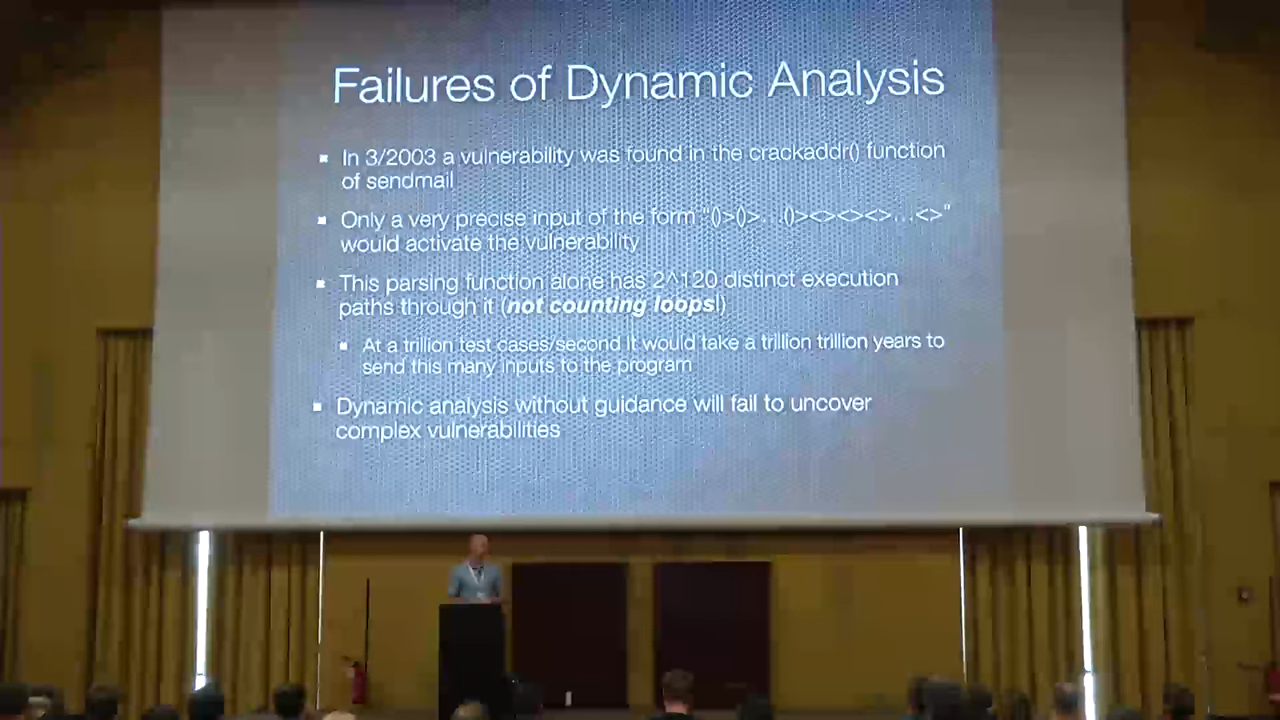 Failures of Dynamic Analysis
▪ In 3/2003 a vulnerability was found in the crackaddr() function
of sendmail
▪ Only a very precise input of the form "()>()>…()><><><>…<>"
would activate the vulnerability
▪ This parsing function alone has 2^120 distinct execution
paths through it (not counting loops!)
▪ At a trillion test cases/second it would take a trillion trillion years to
send this many inputs to the program
▪ Dynamic analysis without guidance will fail to uncover
complex vulnerabilities